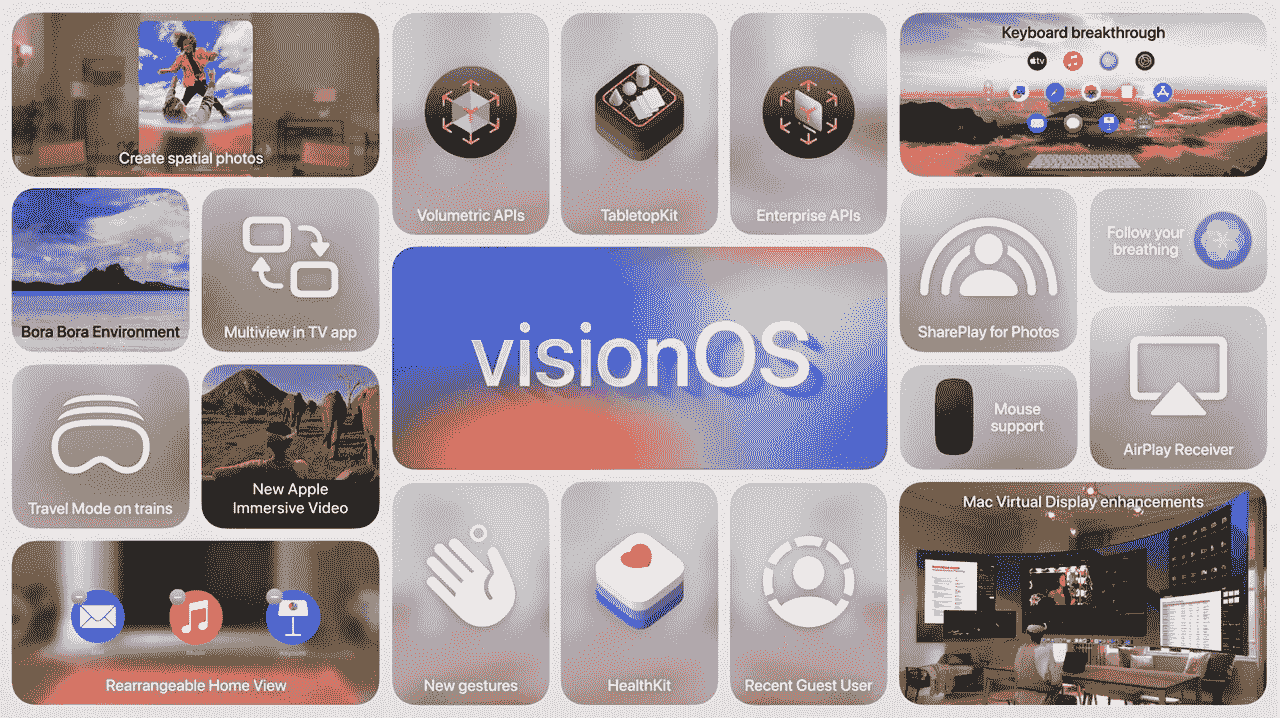 Create spatial photos
Volumetric APIs
TabletopKit
Enterprise APIs
Keyboard breakthrough
tv
Bora Bora Environment
Multiview in TV app
visionOS
SharePlay for Photos
Follow your
breathing
Travel Mode on trains
New Apple
Immersive Video
Mouse
support
AirPlay Receiver
Rearrangeable Home View
New gestures
HealthKit
Recent Guest User
Mac Virtual Display enhancements